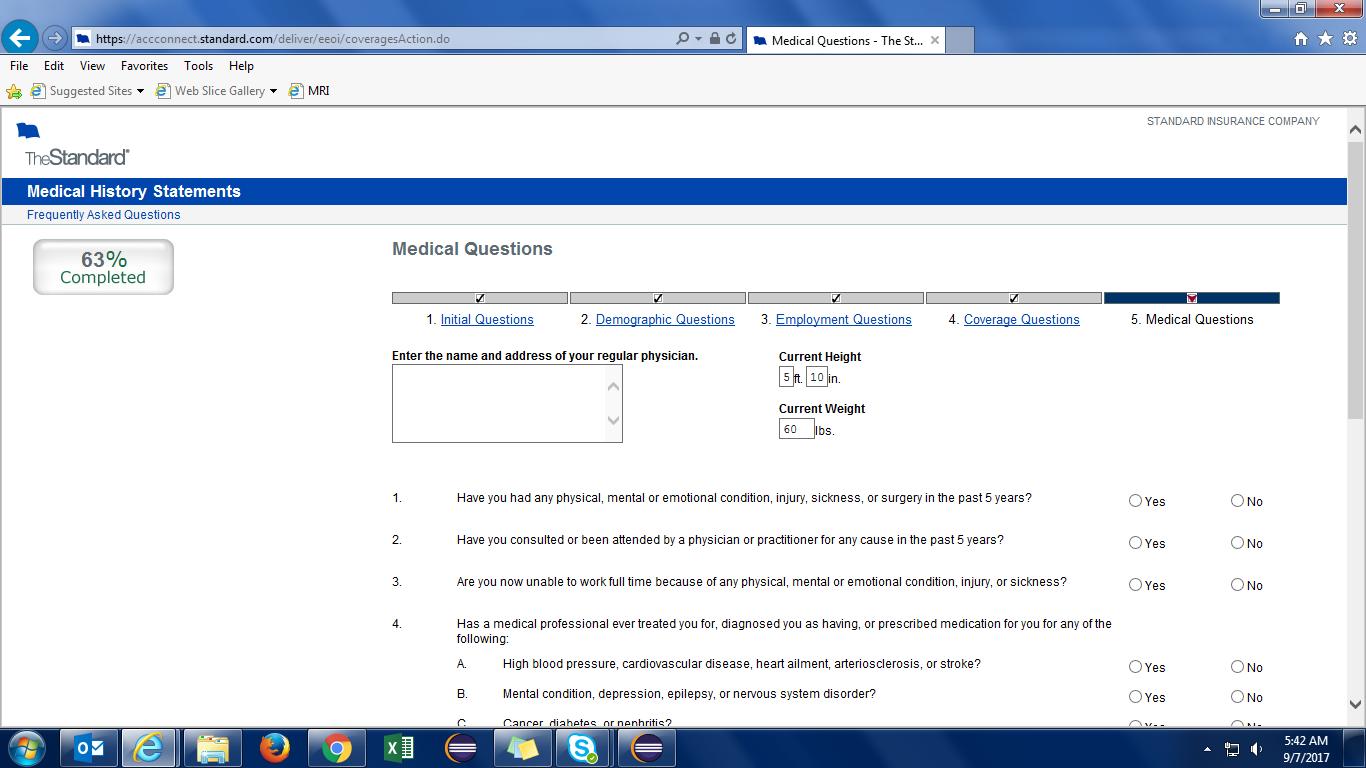 https://accconnect.standard.com/deliver/eeoi/coveragesAction.do
Medical Questions - The St...
File Edit View Favorites Tools Help
Suggested Sites Web Slice Gallery MRI
STANDARD INSURANCE COMPANY
TheStandard®
Medical History Statements
Frequently Asked Questions
63%
Completed
Medical Questions
1. Initial Questions 2. Demographic Questions 3. Employment Questions 4. Coverage Questions 5. Medical Questions
Enter the name and address of your regular physician.
Current Height
5 ft. 10 in.
Current Weight
60 lbs.
1. Have you had any physical, mental or emotional condition, injury, sickness, or surgery in the past 5 years? Yes No
2. Have you consulted or been attended by a physician or practitioner for any cause in the past 5 years? Yes No
3. Are you now unable to work full time because of any physical, mental or emotional condition, injury, or sickness? Yes No
4. Has a medical professional ever treated you for, diagnosed you as having, or prescribed medication for you for any of the
following:
A. High blood pressure, cardiovascular disease, heart ailment, arteriosclerosis, or stroke? Yes No
B. Mental condition, depression, epilepsy, or nervous system disorder? Yes No
C. Cancer, diabetes, or nephritis? Yes No
5:42 AM
9/7/2017